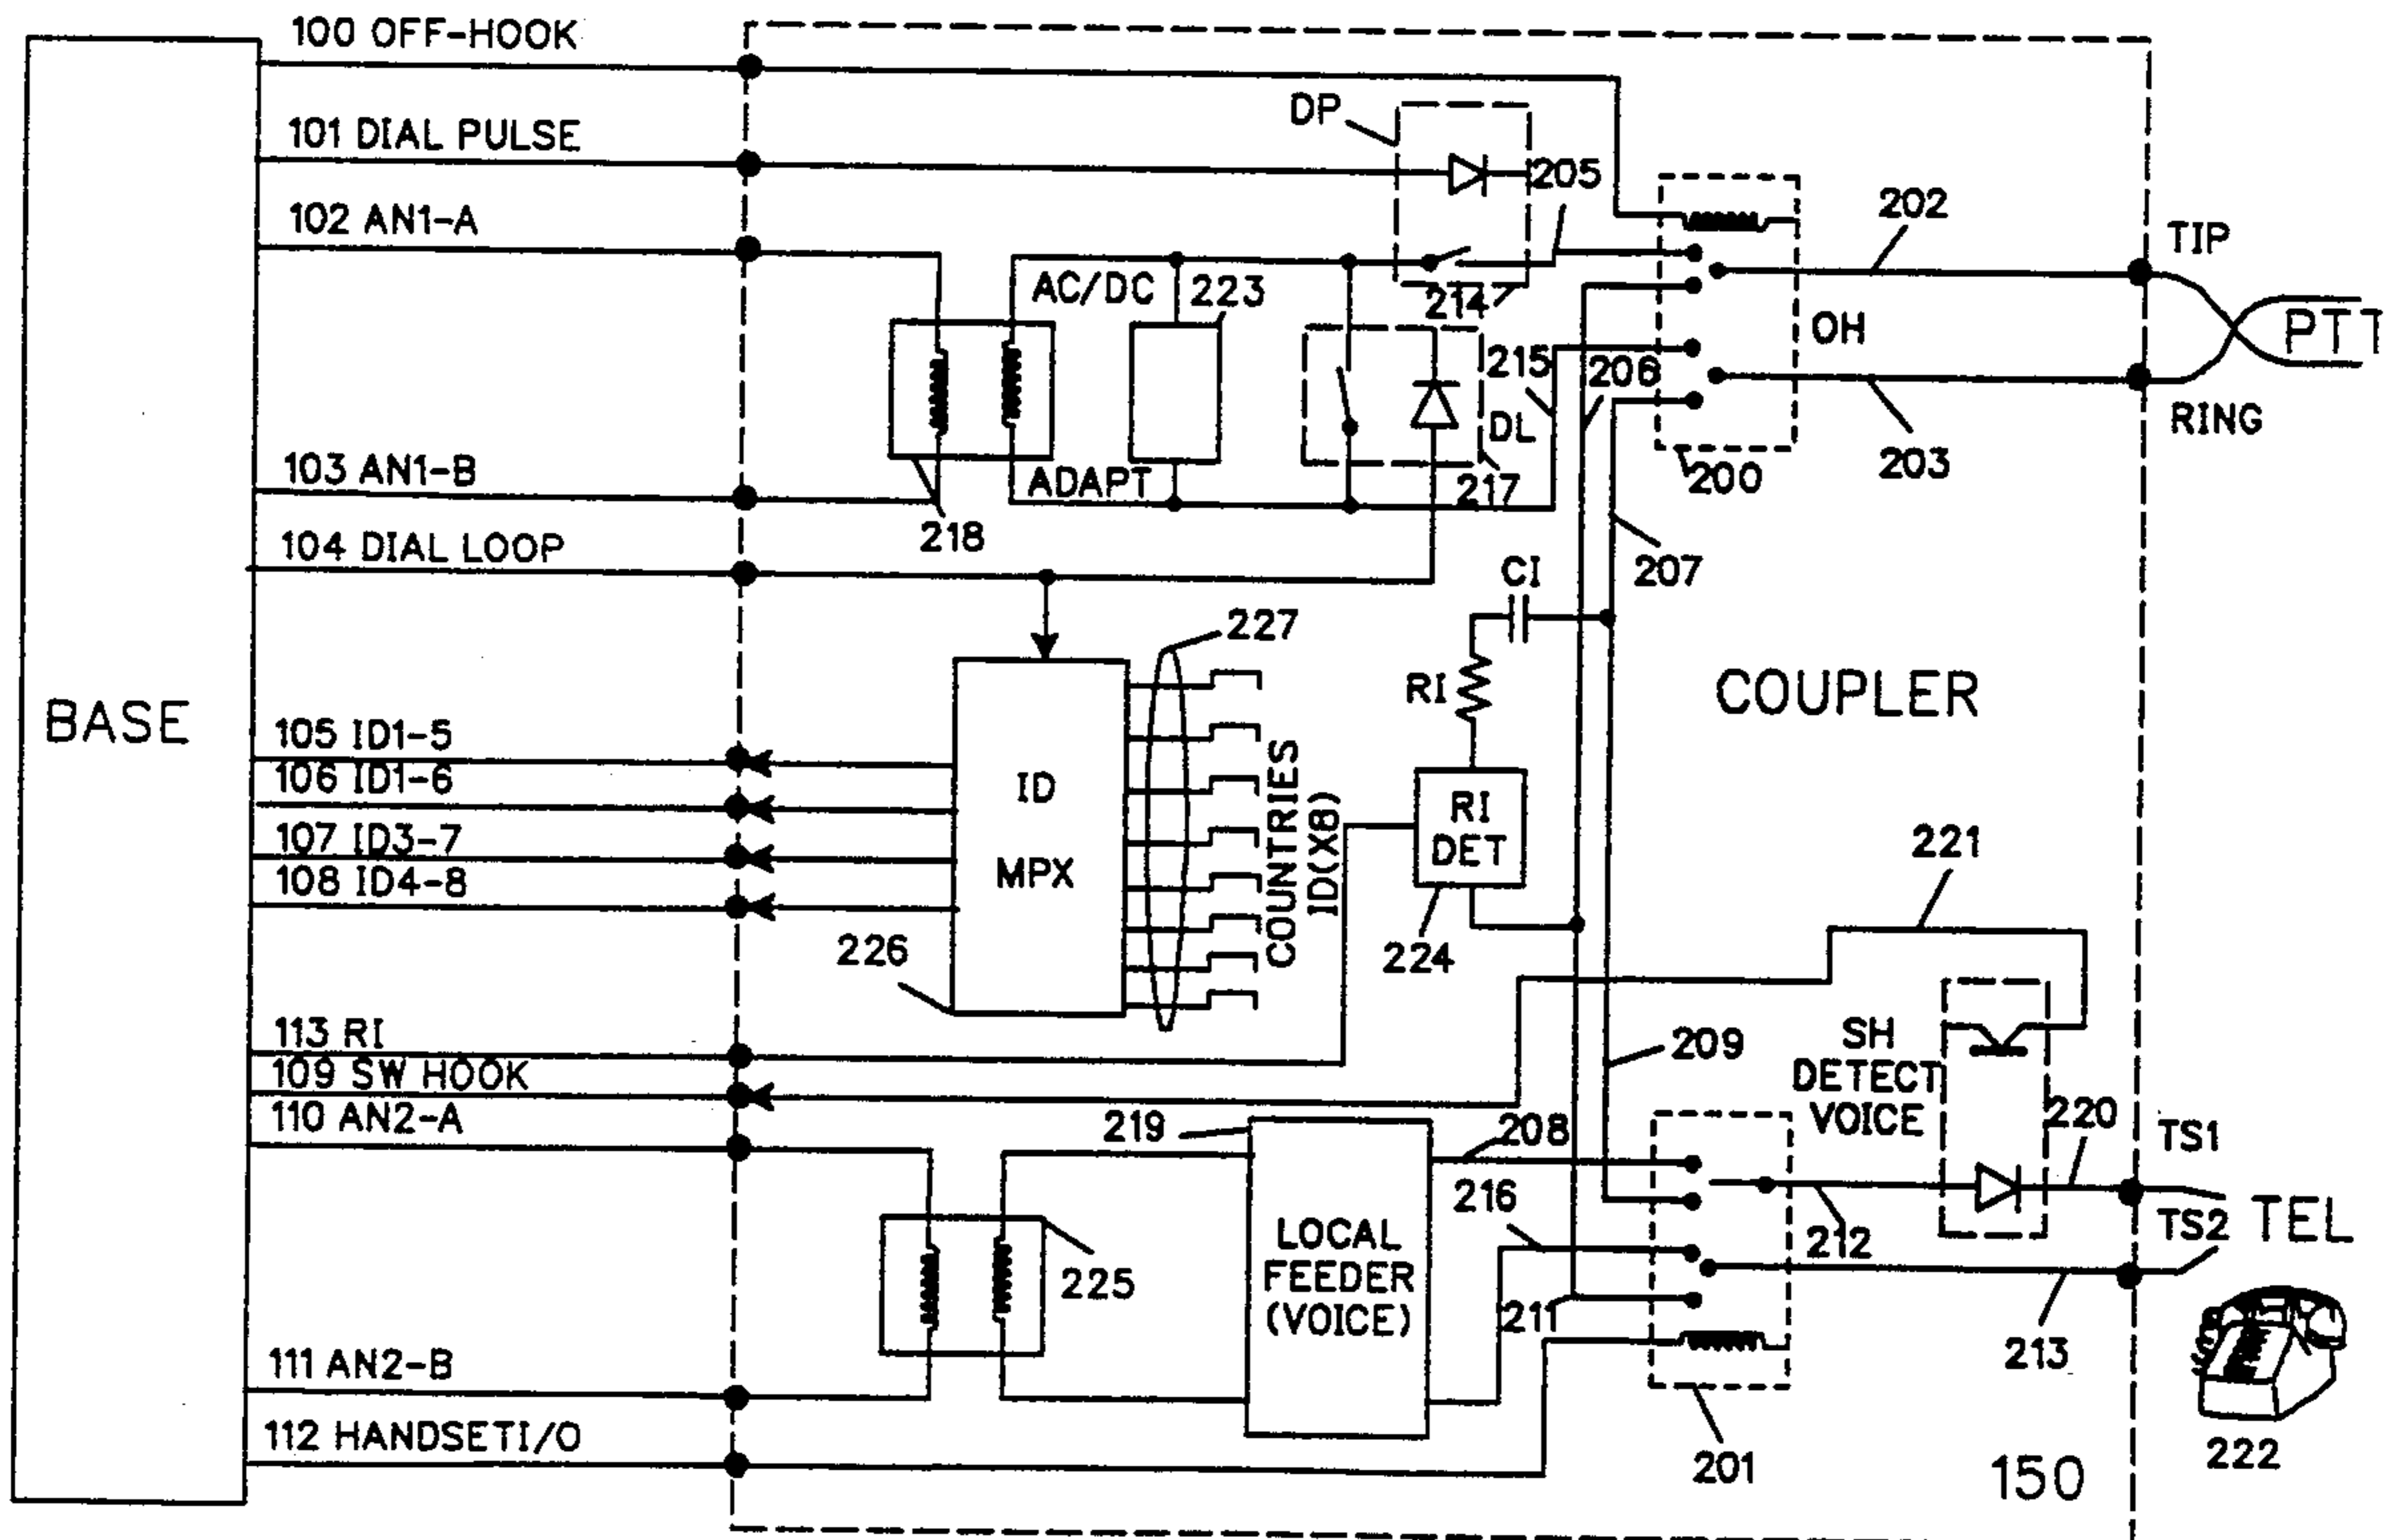 100 OFF-HOOK
101 DIAL PULSE
DP
205
102 AN1-A
202
TIP
AC/DC
223
214
OH
PTT
215
206
DL
RING
103 AN1-B
ADAPT
217
200
203
218
104 DIAL LOOP
CI
207
227
RI
COUPLER
BASE
105 ID1-5
106 ID1-6
107 ID3-7
108 ID4-8
ID
MPX
COUNTRIES
ID(X8)
RI
DET
221
226
224
113 RI
109 SW HOOK
110 AN2-A
SH
DETECT
VOICE
209
219
208
220
TS1
216
TS2
TEL
LOCAL
FEEDER
(VOICE)
212
225
211
213
111 AN2-B
112 HANDSETI/O
201
150
222